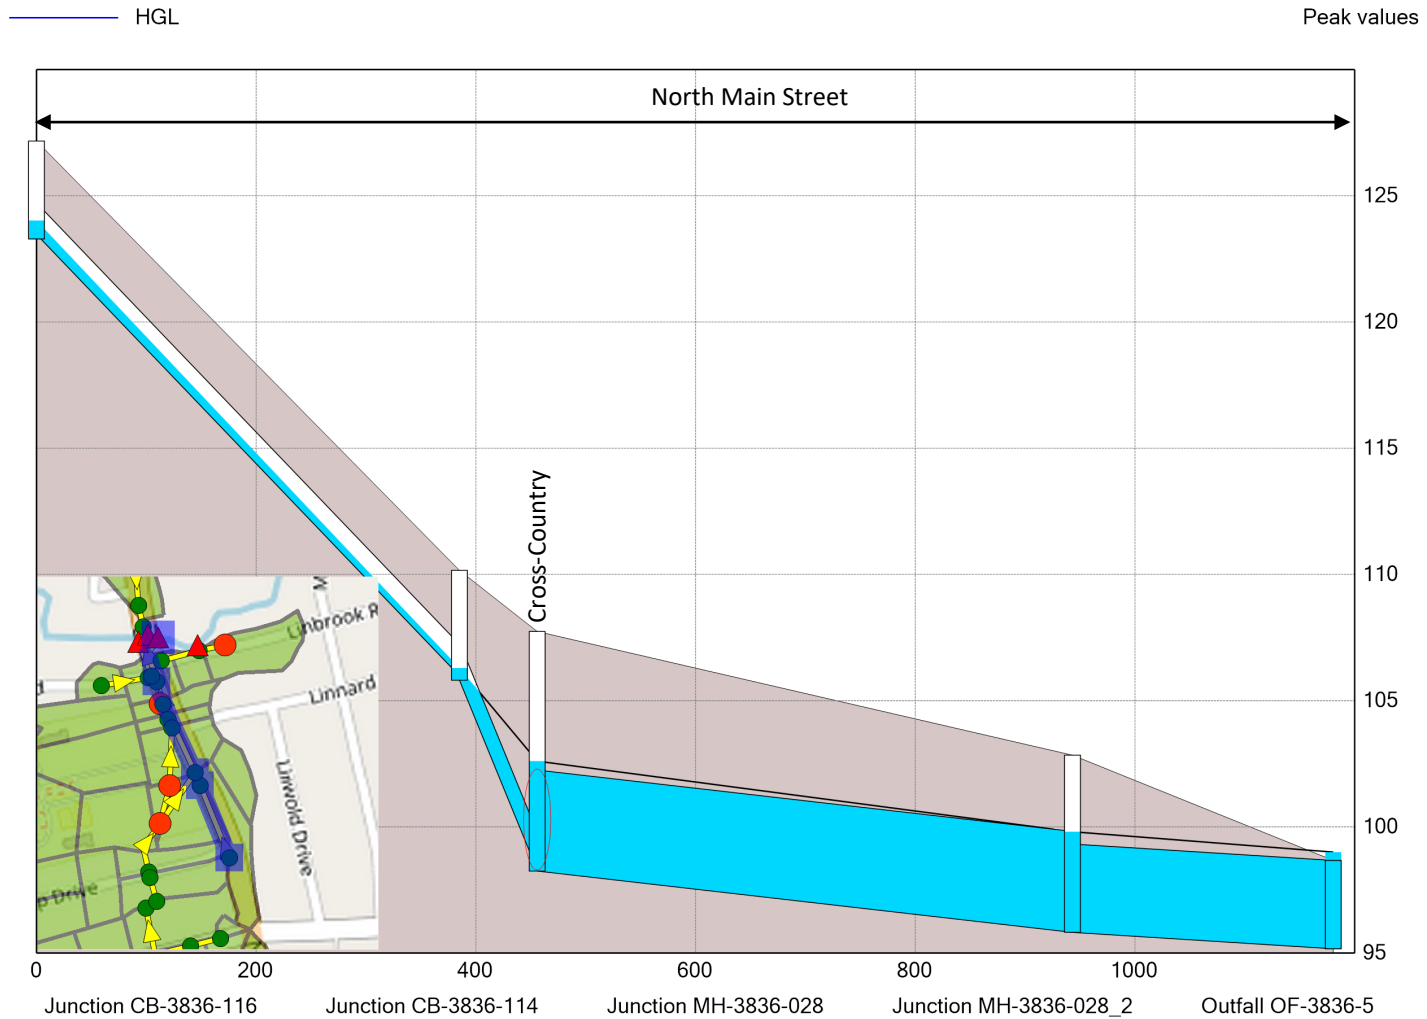 HGL
Peak values
North Main Street
125
120
115
110
105
100
95
Cross-Country
Linbrook R
Linnard
Linwold Drive
p Drive
0
200
400
600
800
1000
Junction CB-3836-116
Junction CB-3836-114
Junction MH-3836-028
Junction MH-3836-028_2
Outfall OF-3836-5